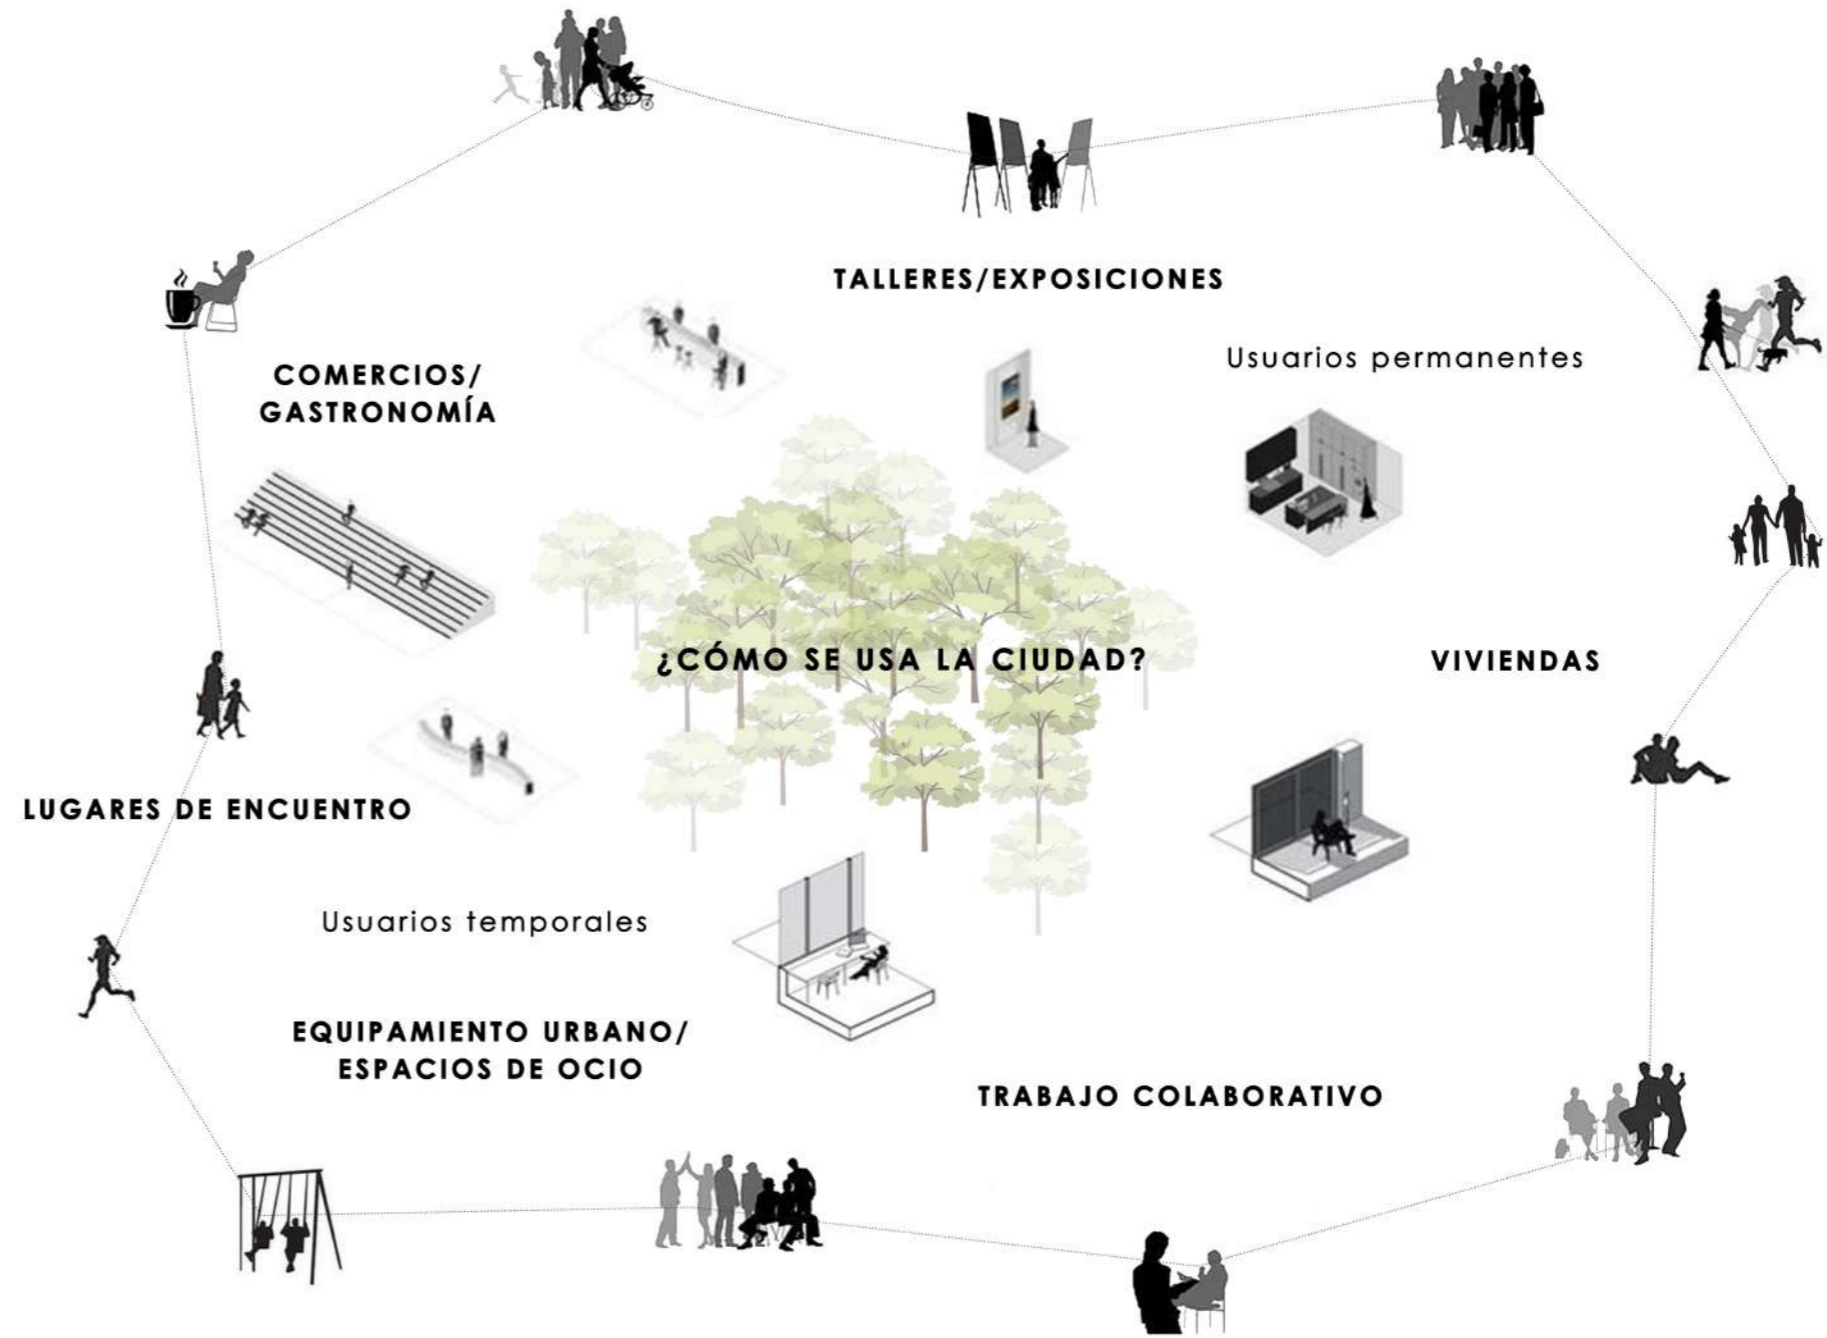 TALLERES/EXPOSICIONES
Usuarios permanentes
COMERCIOS/
GASTRONOMÍA
¿CÓMO SE USA LA CIUDAD?
VIVIENDAS
LUGARES DE ENCUENTRO
Usuarios temporales
EQUIPAMIENTO URBANO/
ESPACIOS DE OCIO
TRABAJO COLABORATIVO